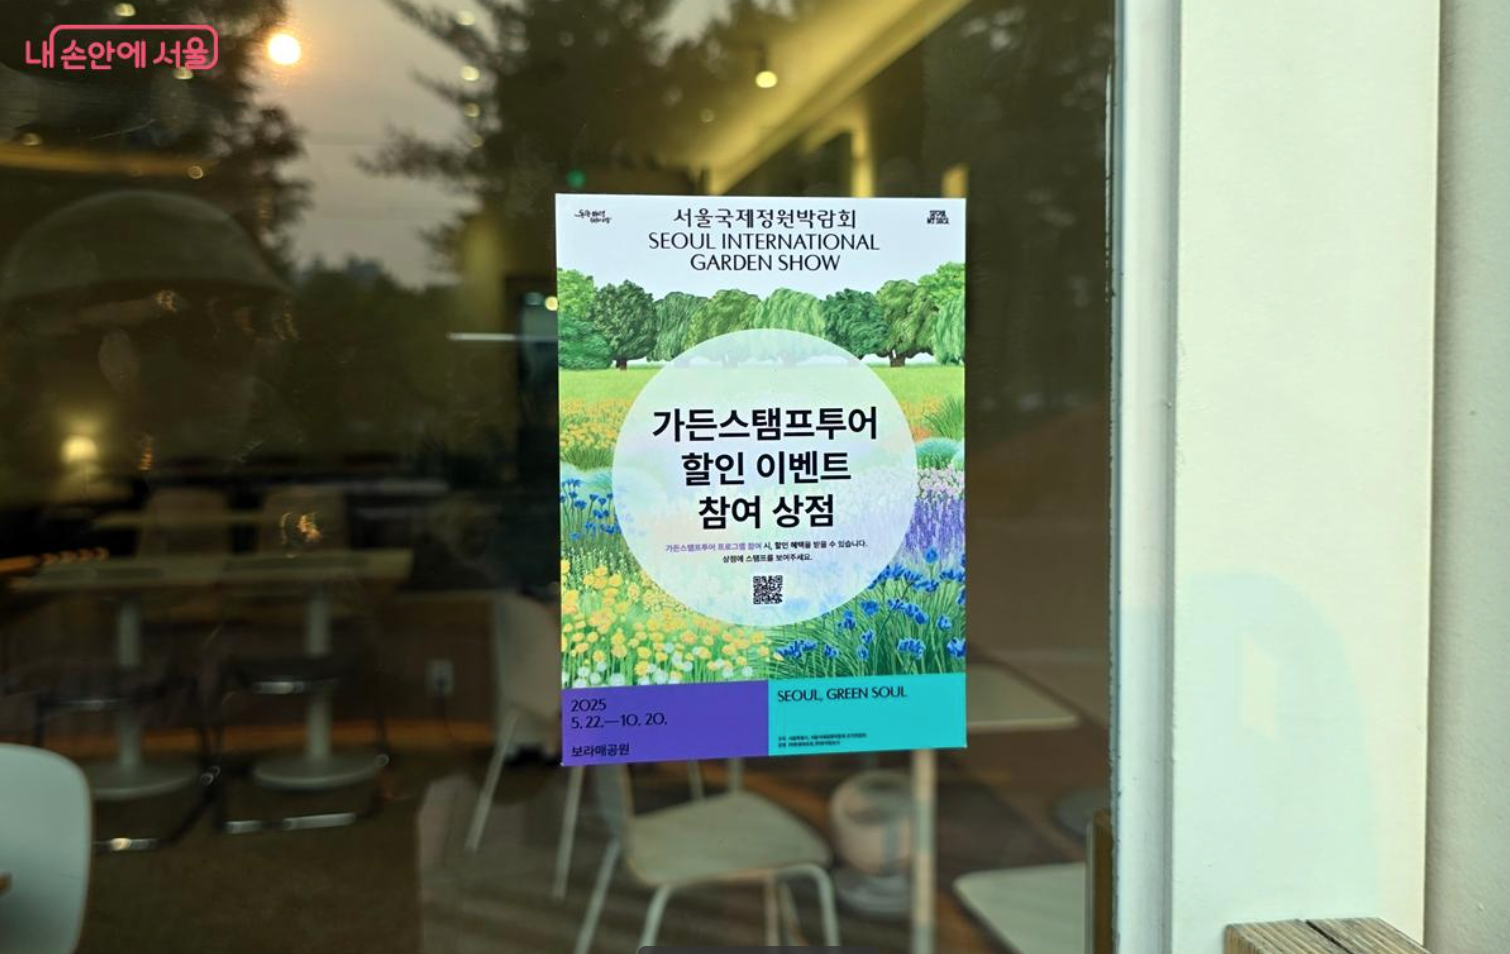 내 손안에 서울
서울국제정원박람회
SEOUL INTERNATIONAL
GARDEN SHOW
가든스탬프투어
할인 이벤트
참여 상점
가든스탬프투어 프로그램 참여 시, 할인 혜택을 받을 수 있습니다.
상점에 스탬프를 보여주세요.
2025
5. 22.—10. 20.
보라매공원
SEOUL, GREEN SOUL